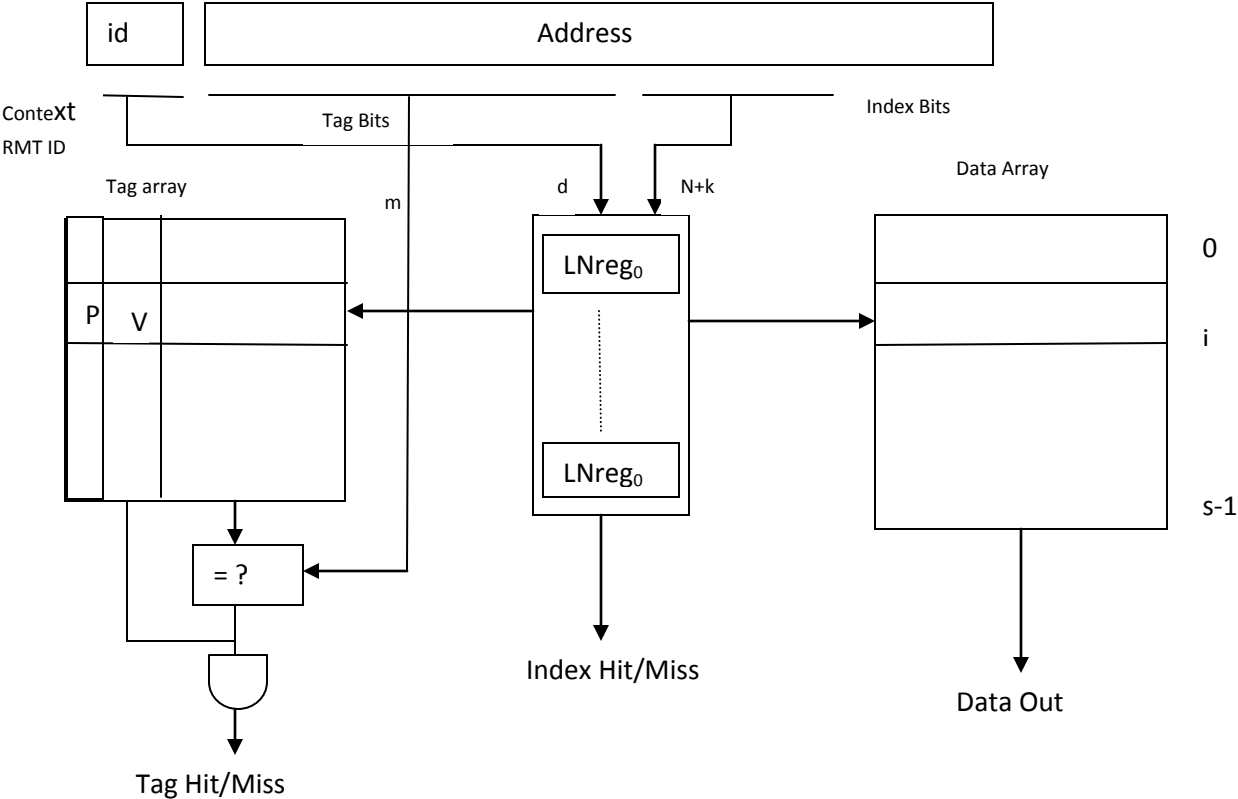 id
Address
Context
RMT ID
Tag Bits
Index Bits
Tag array
m
d
N+k
Data Array
P
V
LNreg₀
LNreg₀
0
i
s-1
= ?
Index Hit/Miss
Data Out
Tag Hit/Miss